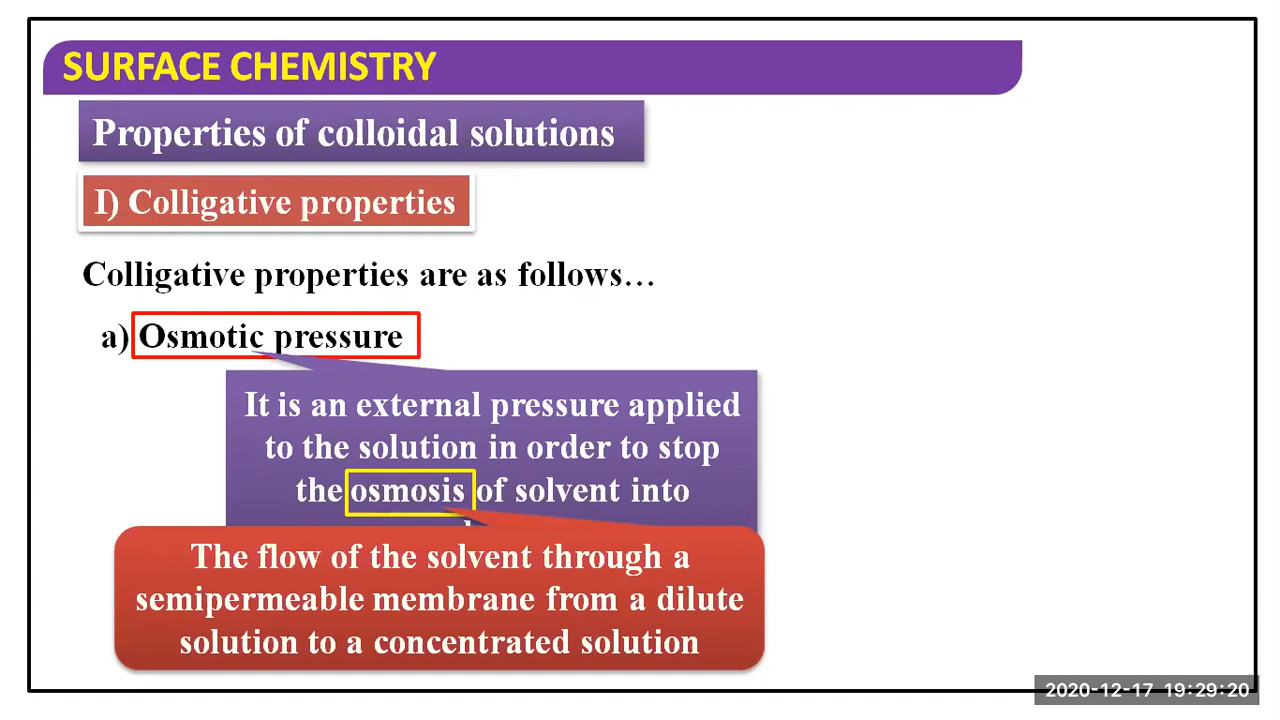 SURFACE CHEMISTRY
Properties of colloidal solutions
I) Colligative properties
Colligative properties are as follows…
a) Osmotic pressure
It is an external pressure applied
to the solution in order to stop
the osmosis of solvent into
The flow of the solvent through a
semipermeable membrane from a dilute
solution to a concentrated solution
2020-12-17 19:29:20